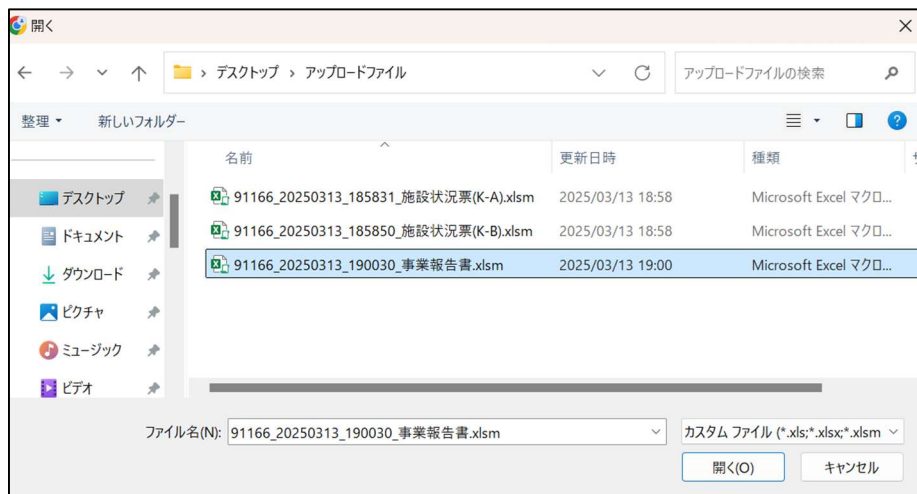 開く
デスクトップ › アップロードファイル
アップロードファイルの検索
整理 新しいフォルダー
名前 更新日時 種類
デスクトップ
ドキュメント
ダウンロード
ピクチャ
ミュージック
ビデオ
91166_20250313_185831_施設状況票(K-A).xlsm 2025/03/13 18:58 Microsoft Excel マクロ...
91166_20250313_185850_施設状況票(K-B).xlsm 2025/03/13 18:58 Microsoft Excel マクロ...
91166_20250313_190030_事業報告書.xlsm 2025/03/13 19:00 Microsoft Excel マクロ...
ファイル名(N): 91166_20250313_190030_事業報告書.xlsm
カスタム ファイル (*.xls;*.xlsx;*.xlsm
開く(O) キャンセル